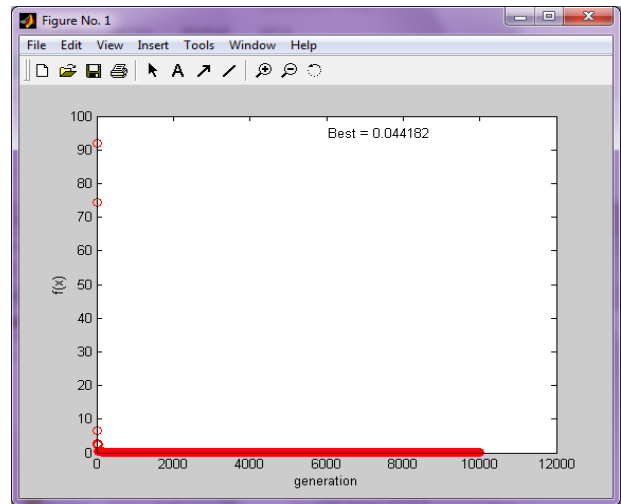 Figure No. 1
File Edit View Insert Tools Window Help
A
100
90
80
70
60
50
40
30
20
10
0
f(x)
Best = 0.044182
0 2000 4000 6000 8000 10000 12000
generation